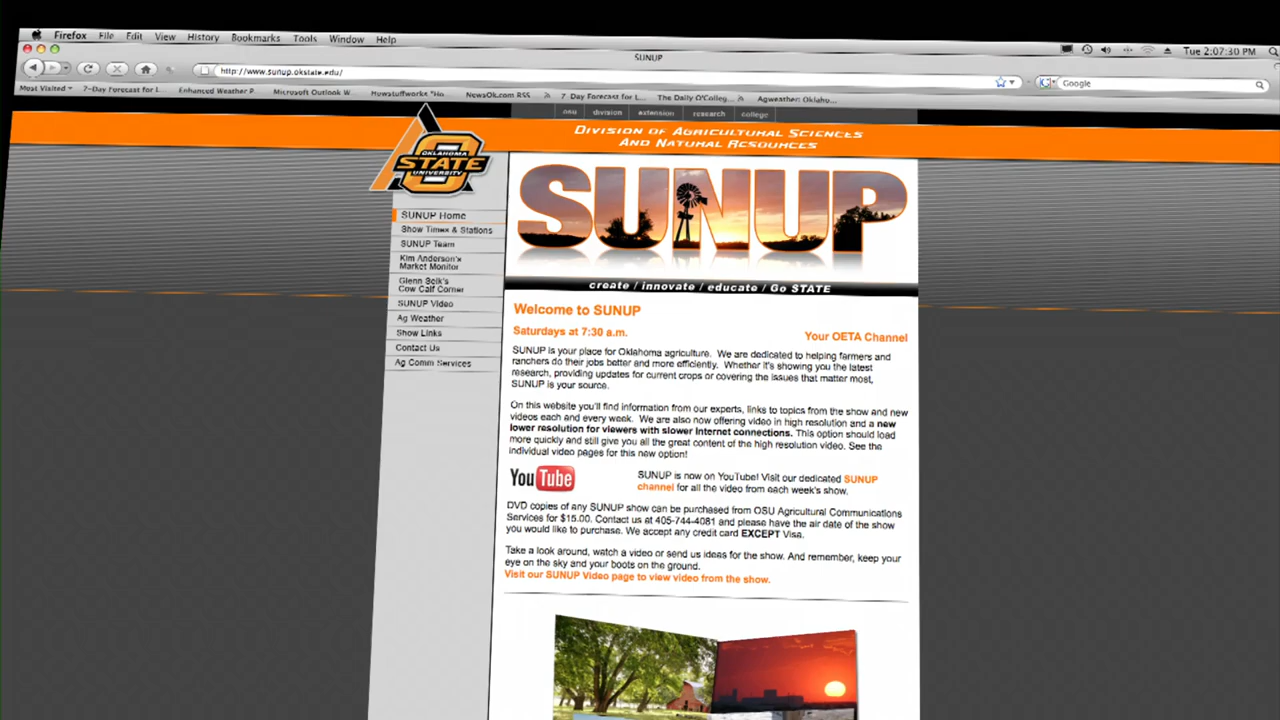 Firefox File Edit View History Bookmarks Tools Window Help
Tue 2:07:30 PM
SUNUP
http://www.sunup.okstate.edu/
Google
Most Visited 7-Day Forecast for L... Enhanced Weather P... Microsoft Outlook W... Howstuffworks "Ho... NewsOk.com RSS 7-Day Forecast for L... The Daily O'Colleg... Agweather: Oklaho...
osu division extension research college
DIVISION OF AGRICULTURAL SCIENCES
AND NATURAL RESOURCES
OKLAHOMA
STATE
UNIVERSITY
SUNUP
create / innovate / educate / Go STATE
SUNUP Home
Show Times & Stations
SUNUP Team
Kim Anderson's
Market Monitor
Glenn Selk's
Cow Calf Corner
SUNUP Video
Ag Weather
Show Links
Contact Us
Ag Comm Services
Welcome to SUNUP
Saturdays at 7:30 a.m.
Your OETA Channel
SUNUP is your place for Oklahoma agriculture. We are dedicated to helping farmers and
ranchers do their jobs better and more efficiently. Whether it's showing you the latest
research, providing updates for current crops or covering the issues that matter most,
SUNUP is your source.
On this website you'll find information from our experts, links to topics from the show and new
videos each and every week. We are also now offering video in high resolution and a new
lower resolution for viewers with slower Internet connections. This option should load
more quickly and still give you all the great content of the high resolution video. See the
individual video pages for this new option!
YouTube
SUNUP is now on YouTube! Visit our dedicated SUNUP
channel for all the video from each week's show.
DVD copies of any SUNUP show can be purchased from OSU Agricultural Communications
Services for $15.00. Contact us at 405-744-4081 and please have the air date of the show
you would like to purchase. We accept any credit card EXCEPT Visa.
Take a look around, watch a video or send us ideas for the show. And remember, keep your
eye on the sky and your boots on the ground.
Visit our SUNUP Video page to view video from the show.